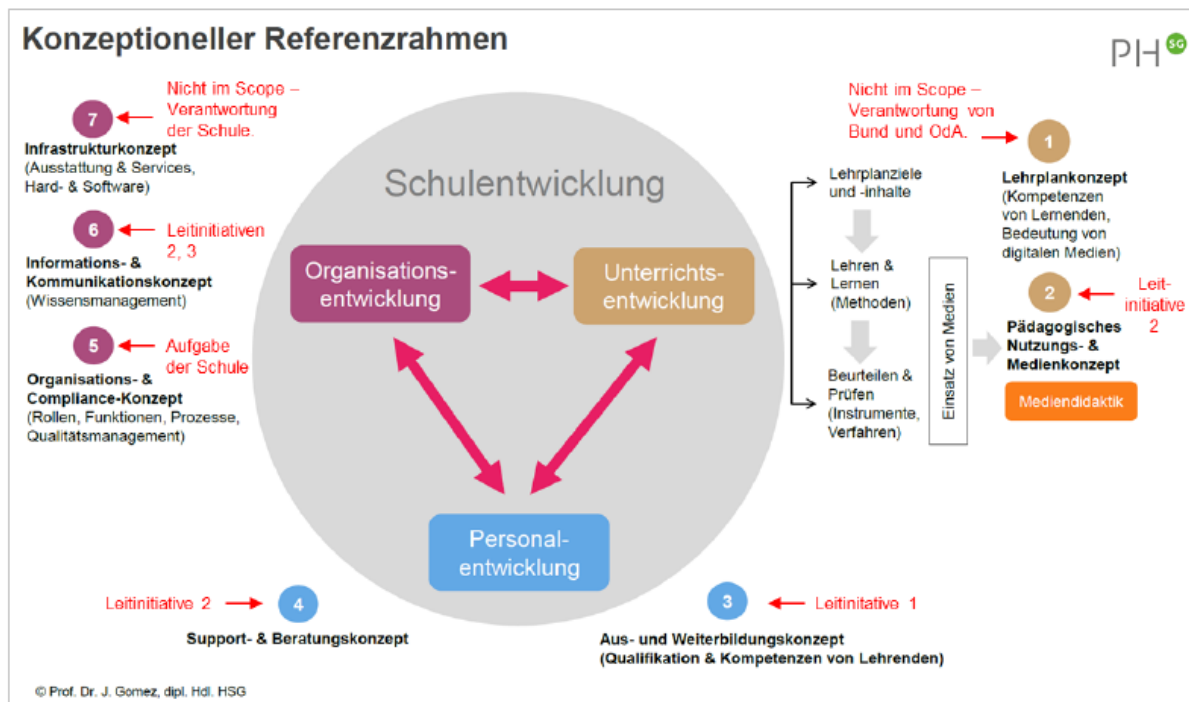 Konzeptioneller Referenzrahmen
PH SG
Nicht im Scope –
Verantwortung
der Schule.
7
Infrastrukturkonzept
(Ausstattung & Services,
Hard- & Software)
6
Leitinitiativen
2, 3
Informations- &
Kommunikationskonzept
(Wissensmanagement)
5
Aufgabe
der Schule
Organisations- &
Compliance-Konzept
(Rollen, Funktionen, Prozesse,
Qualitätsmanagement)
Schulentwicklung
Organisations-
entwicklung
Unterrichts-
entwicklung
Personal-
entwicklung
Nicht im Scope –
Verantwortung von
Bund und OdA.
1
Lehrplankonzept
(Kompetenzen
von Lernenden,
Bedeutung von
digitalen Medien)
Lehrplanziele
und -inhalte
Lehren &
Lernen
(Methoden)
Beurteilen &
Prüfen
(Instrumente,
Verfahren)
Einsatz von Medien
2
Leit-
initiative
2
Pädagogisches
Nutzungs- &
Medienkonzept
Mediendidaktik
Leitinitiative 2
4
Support- & Beratungskonzept
3
Leitinitative 1
Aus- und Weiterbildungskonzept
(Qualifikation & Kompetenzen von Lehrenden)
© Prof. Dr. J. Gomez, dipl. Hdl. HSG